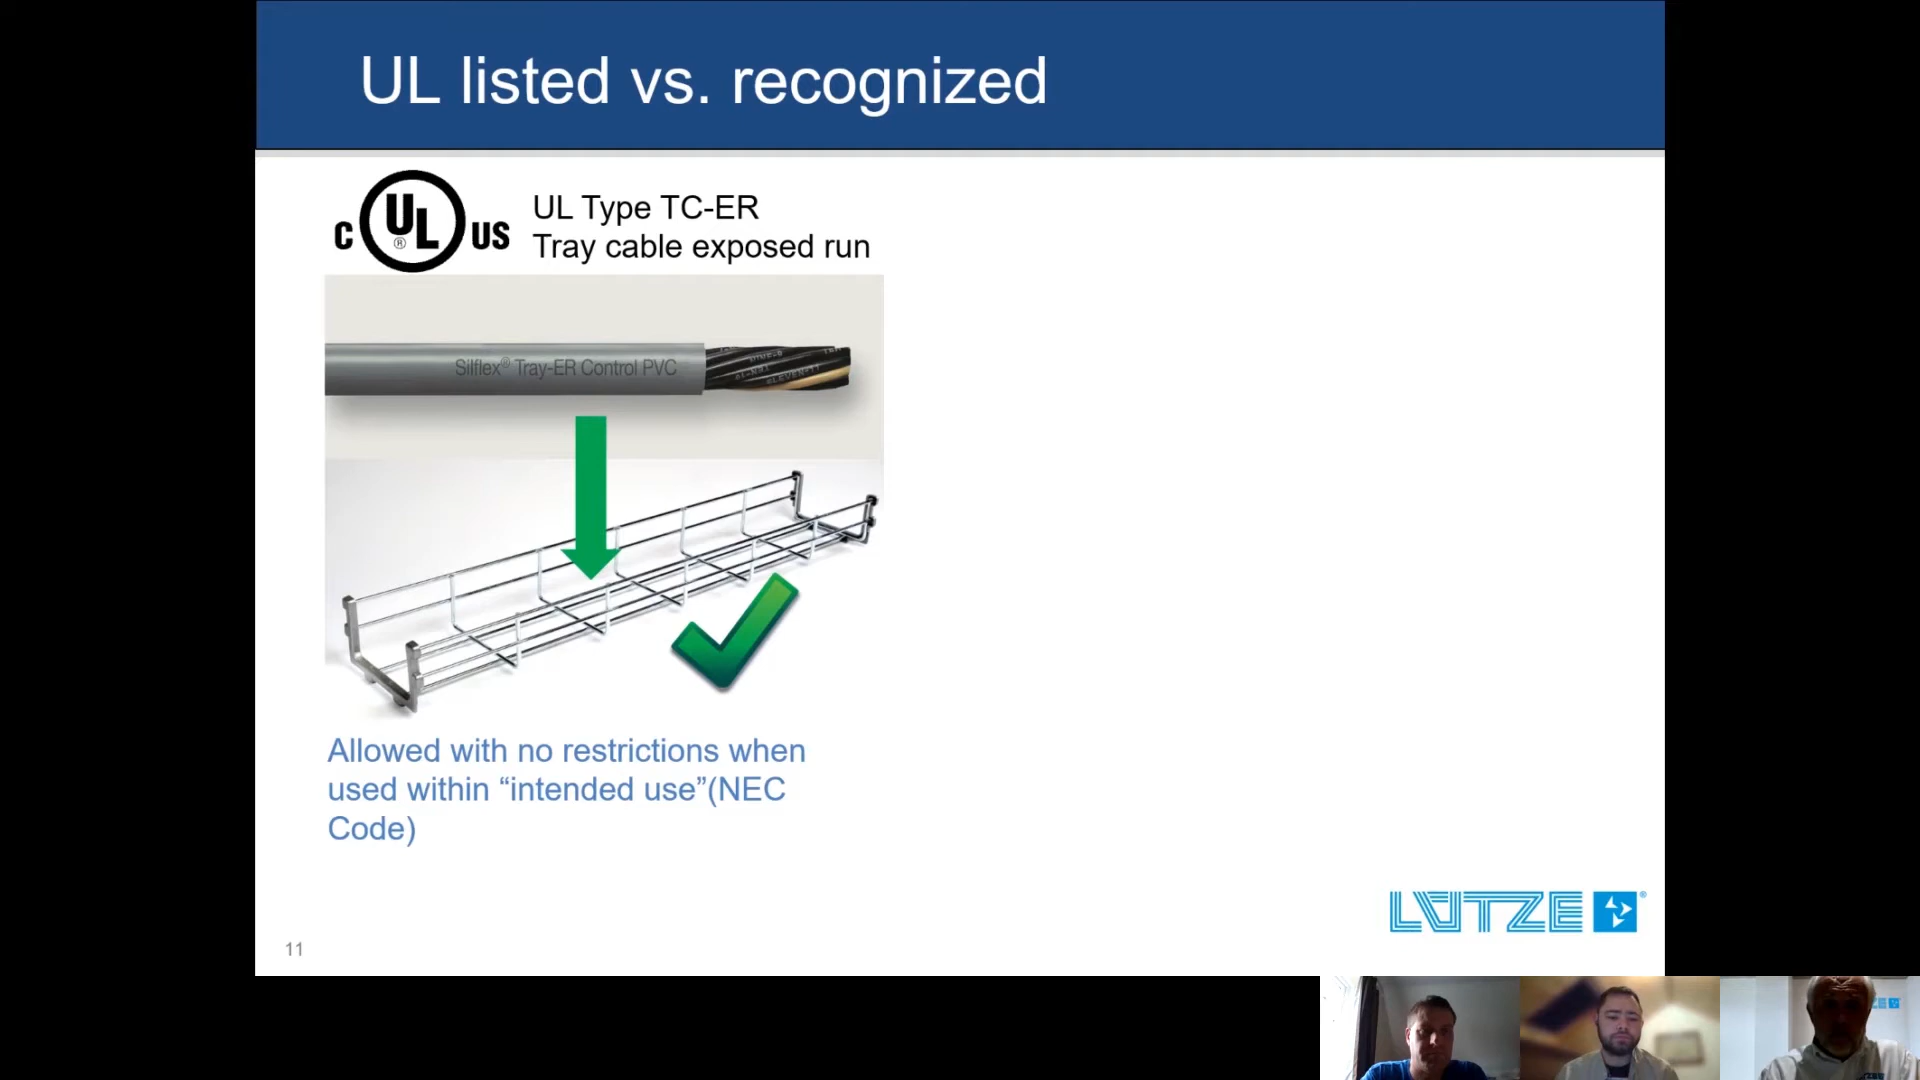 UL listed vs. recognized
C UL ® US
UL Type TC-ER
Tray cable exposed run
Silflex® Tray-ER Control PVC
Allowed with no restrictions when
used within “intended use”(NEC
Code)
LÜTZE ®
11